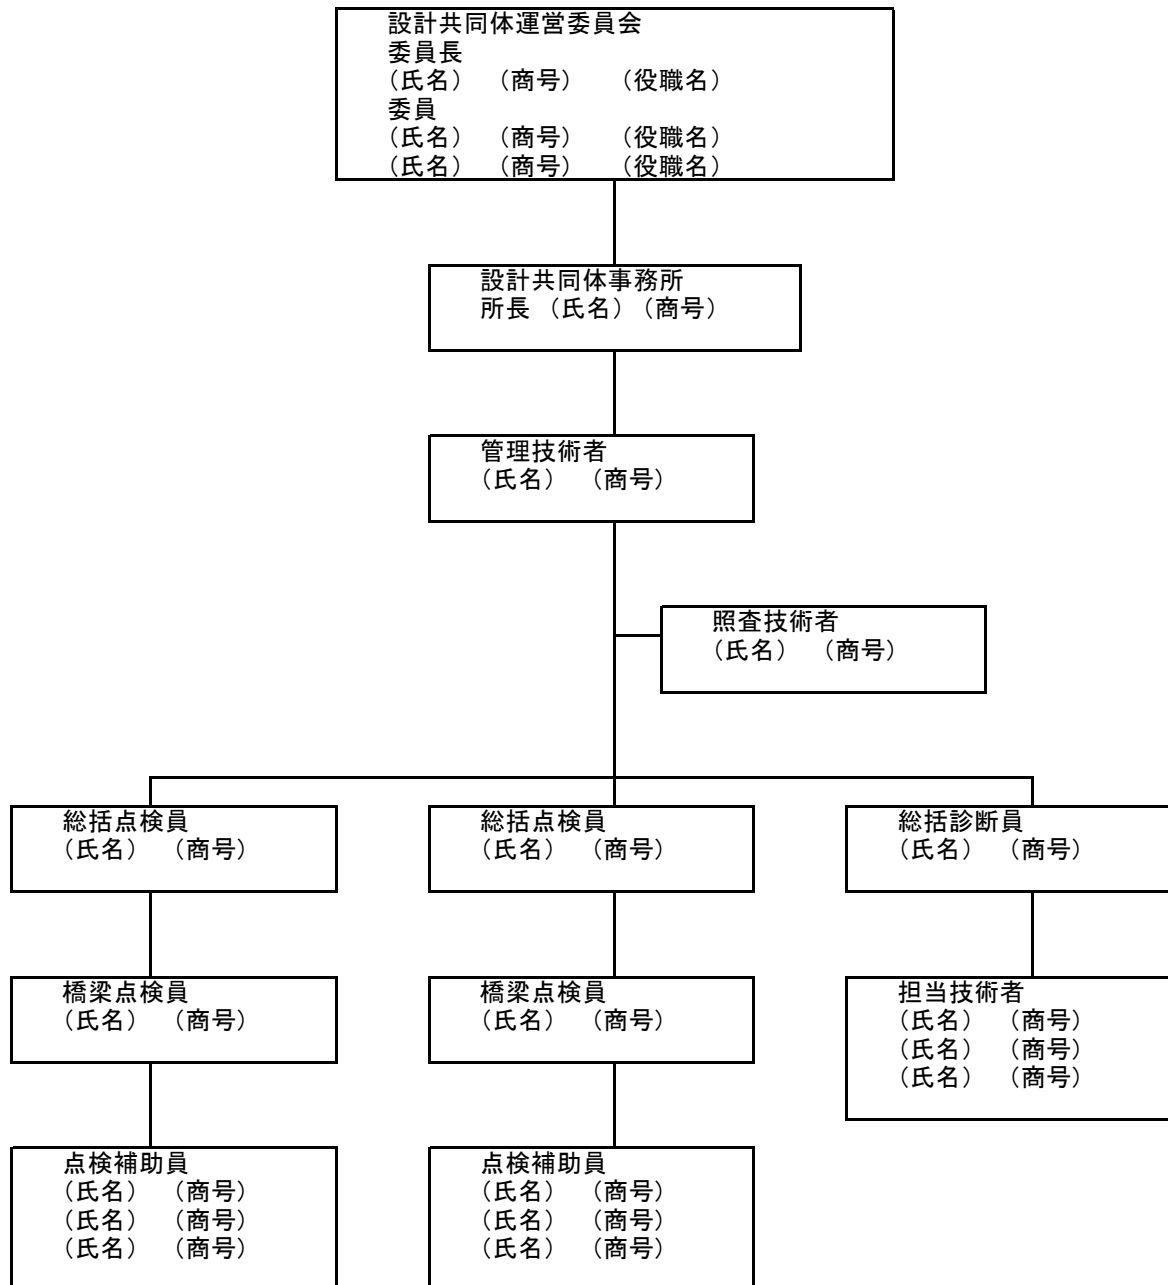 設計共同体運営委員会
委員長
（氏名）　（商号）　　（役職名）
委員
（氏名）　（商号）　　（役職名）
（氏名）　（商号）　　（役職名）
設計共同体事務所
所長　（氏名）（商号）
管理技術者
（氏名）　（商号）
照査技術者
（氏名）　（商号）
総括点検員
（氏名）　（商号）
総括点検員
（氏名）　（商号）
総括診断員
（氏名）　（商号）
橋梁点検員
（氏名）　（商号）
橋梁点検員
（氏名）　（商号）
担当技術者
（氏名）　（商号）
（氏名）　（商号）
（氏名）　（商号）
点検補助員
（氏名）　（商号）
（氏名）　（商号）
（氏名）　（商号）
点検補助員
（氏名）　（商号）
（氏名）　（商号）
（氏名）　（商号）